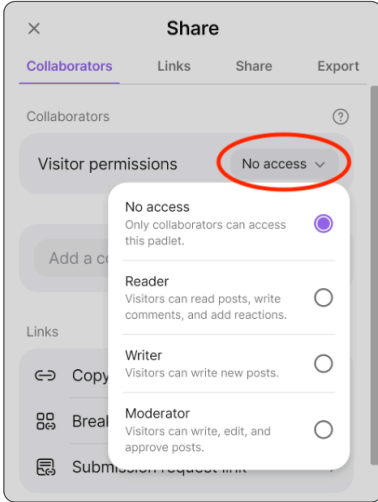 Share
Collaborators Links Share Export
Collaborators
Visitor permissions No access
No access
Only collaborators can access
this padlet.
Add a co
Reader
Visitors can read posts, write
comments, and add reactions.
Links
Writer
Visitors can write new posts.
Copy
Moderator
Visitors can write, edit, and
approve posts.
Break
Submission request link